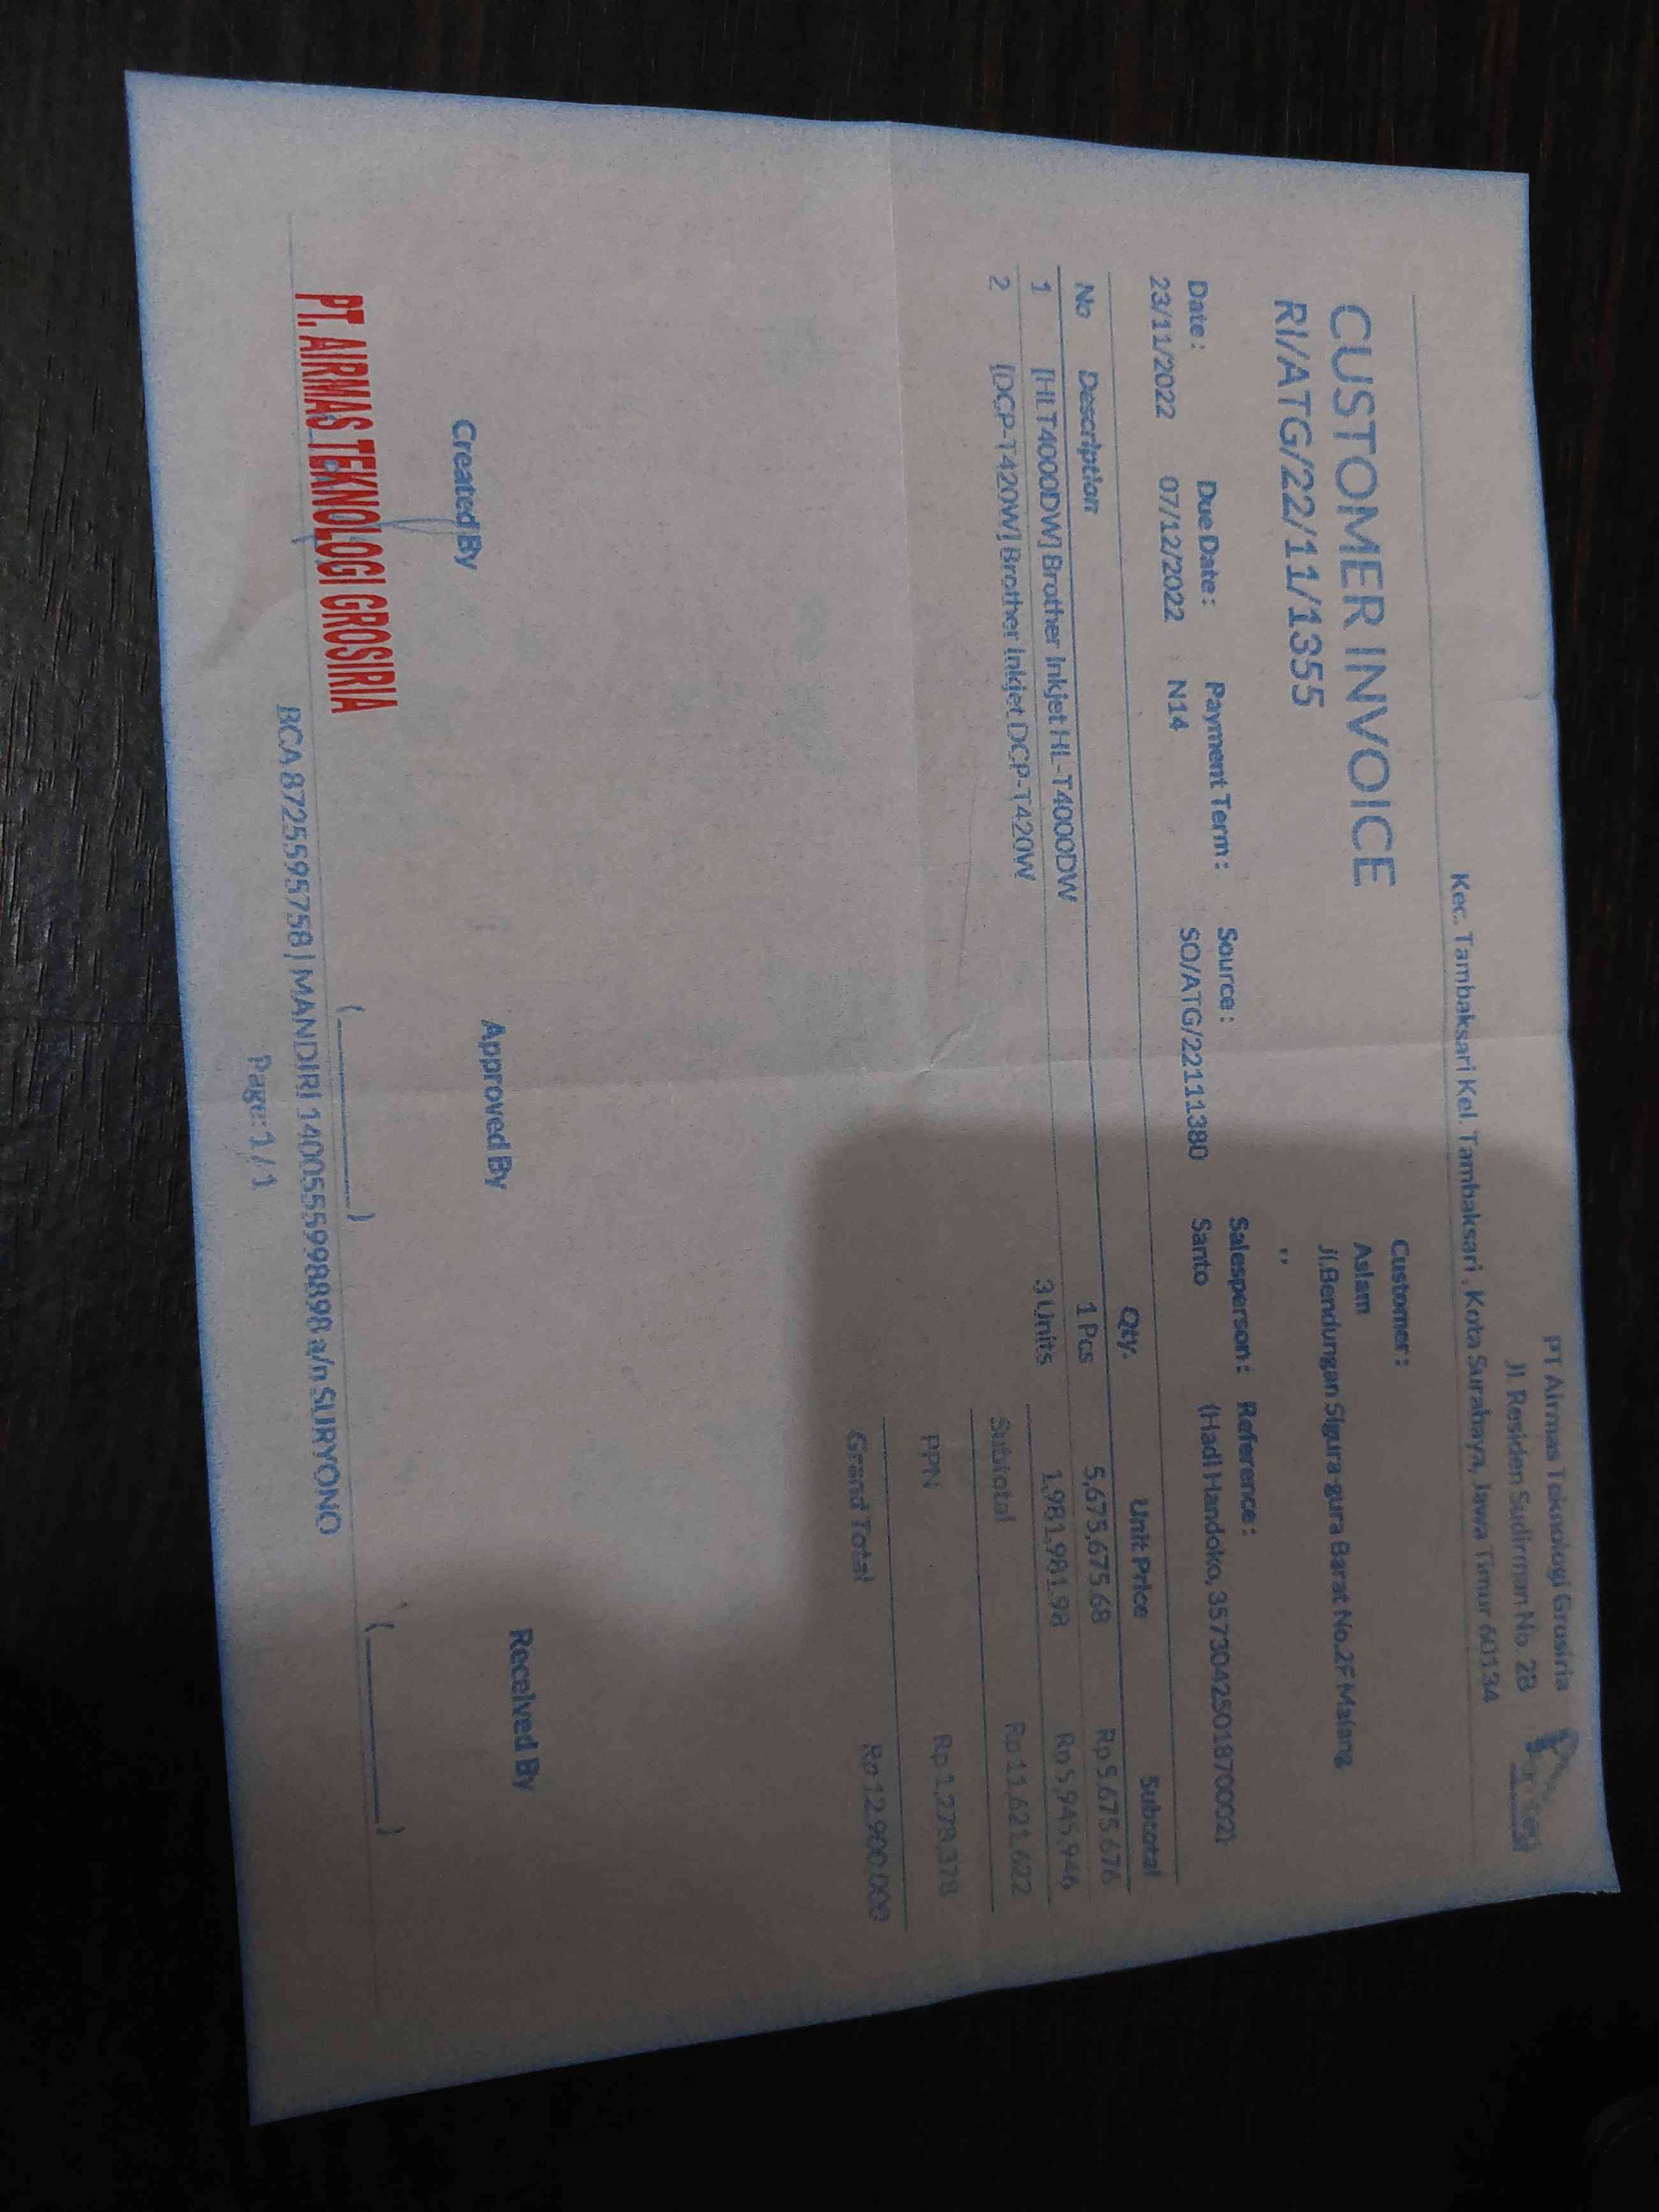 PT Airmas Teknologi Grosiria
Jl Residen Sudirman No. 2B
Kec. Tambaksari Kel. Tambaksari, Kota Surabaya, Jawa Timur 60134
CUSTOMER INVOICE
RI/ATG/22/11/1355
Customer :
Aslam
Jl.Bendungan Sigura-gura Barat No.2F Malang
, ,
Date : Due Date : Payment Term : Source : Salesperson : Reference :
23/11/2022 07/12/2022 N14 SO/ATG/22111380 Santo (Hadi Handoko, 3573042501870002)
No Description Qty. Unit Price Subtotal
1 [HLT4000DW] Brother Inkjet HL-T4000DW 1 Pcs 5,675,675.68 Rp 5,675,676
2 [DCP-T420W] Brother Inkjet DCP-T420W 3 Units 1,981,981.98 Rp 5,945,946
Subtotal Rp 11,621,622
PPN Rp 1,278,378
Grand Total Rp 12,900,000
Created By Approved By Received By
PT. AIRMAS TEKNOLOGI GROSIRIA
(__________) (__________)
BCA 8725595758 | MANDIRI 1400555998898 a/n SURYONO
Page: 1 / 1